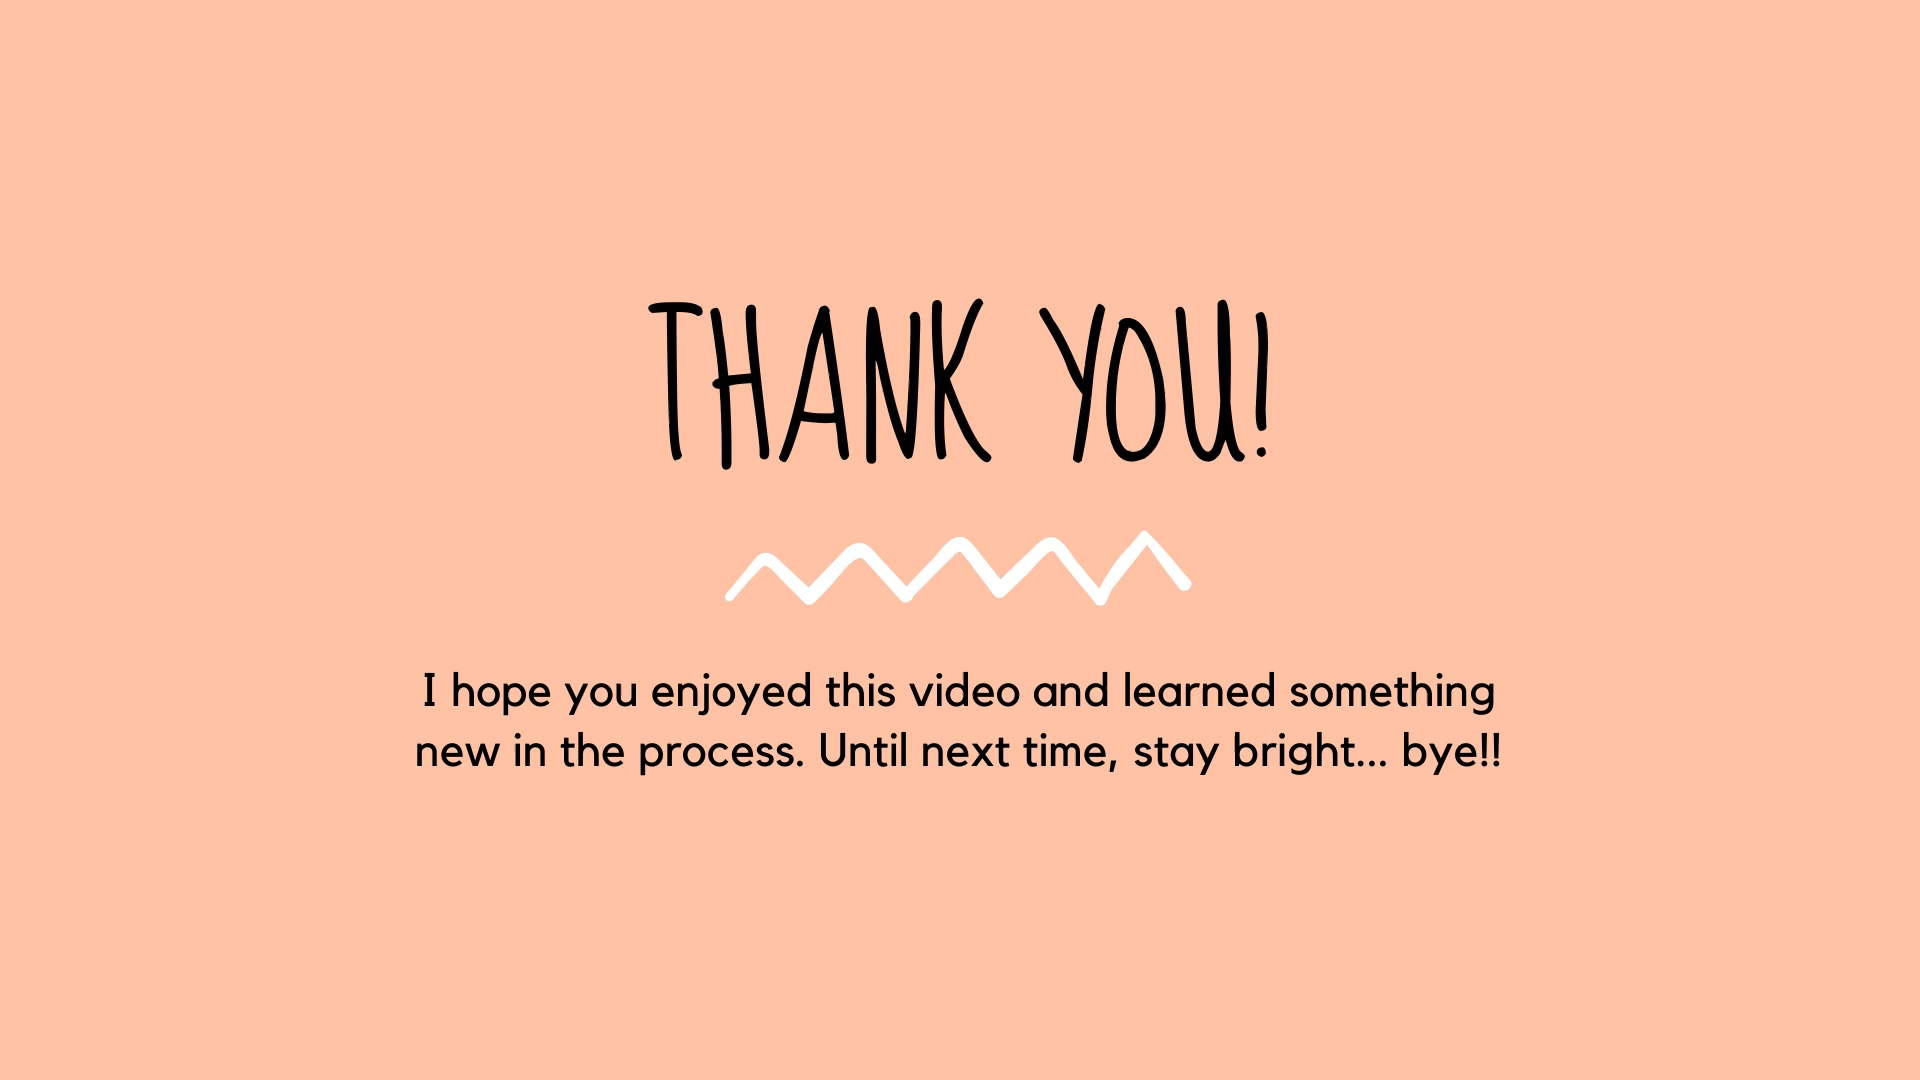 THANK YOU!
I hope you enjoyed this video and learned something
new in the process. Until next time, stay bright... bye!!